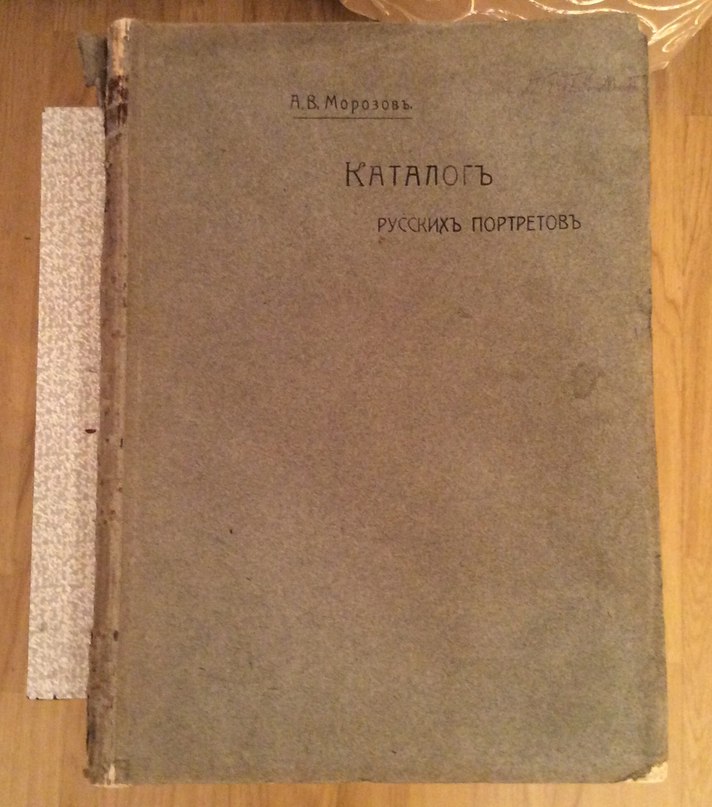 А.В. Морозовъ.
Каталогъ
русскихъ портретовъ